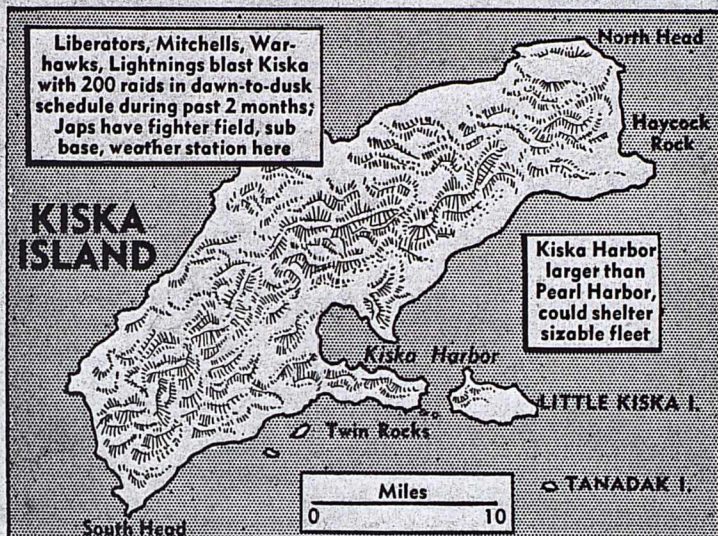 Liberators, Mitchells, War-
hawks, Lightnings blast Kiska
with 200 raids in dawn-to-dusk
schedule during past 2 months;
Japs have fighter field, sub
base, weather station here
North Head
Haycock
Rock
KISKA
ISLAND
Kiska Harbor
larger than
Pearl Harbor,
could shelter
sizable fleet
Kiska Harbor
LITTLE KISKA I.
Twin Rocks
TANADAK I.
Miles
0 10
South Head